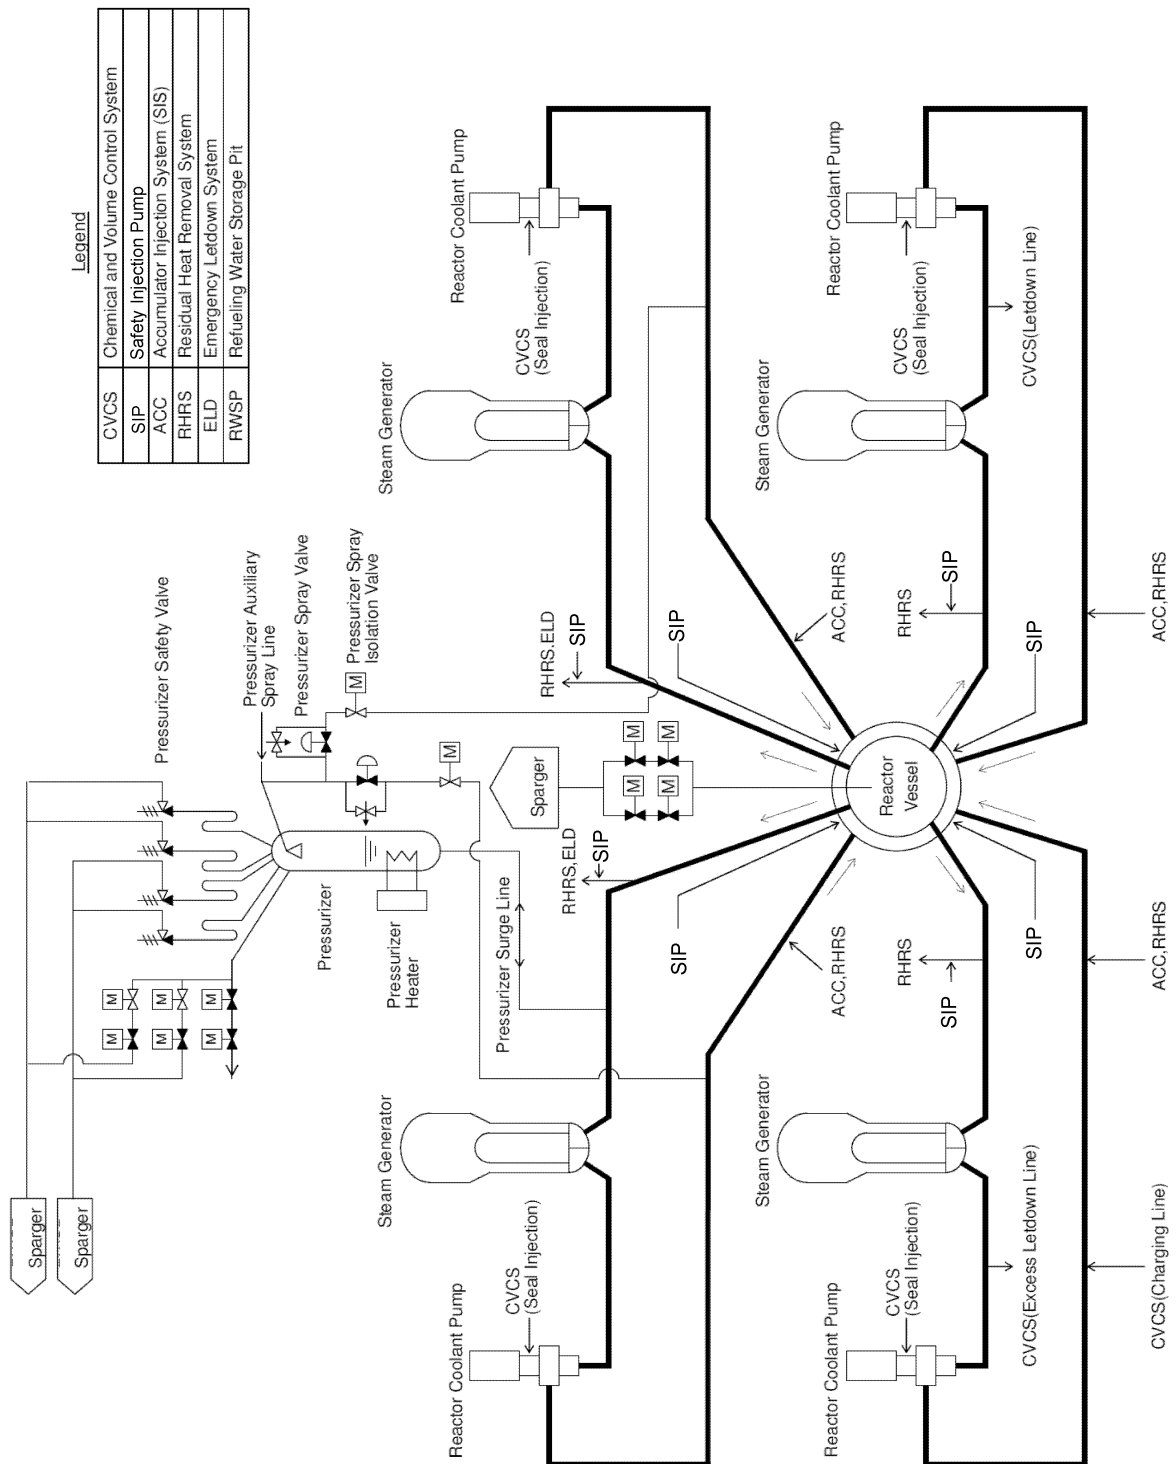 Sparger
Sparger
Legend
CVCS Chemical and Volume Control System
SIP Safety Injection Pump
ACC Accumulator Injection System (SIS)
RHRS Residual Heat Removal System
ELD Emergency Letdown System
RWSP Refueling Water Storage Pit
M M
M M
M M
Pressurizer Safety Valve
Pressurizer Auxiliary
Spray Line
Pressurizer Spray Valve
Pressurizer Spray
Isolation Valve
M
M
Pressurizer
Pressurizer
Heater
Pressurizer Surge Line
Steam Generator
Steam Generator
Reactor Coolant Pump
Reactor Coolant Pump
CVCS
(Seal Injection)
CVCS
(Seal Injection)
Sparger
M M
M M
RHRS,ELD
SIP
RHRS,ELD
SIP
SIP
SIP
ACC,RHRS
ACC,RHRS
Reactor
Vessel
Steam Generator
Steam Generator
Reactor Coolant Pump
Reactor Coolant Pump
CVCS
(Seal Injection)
CVCS
(Seal Injection)
RHRS
SIP
RHRS
SIP
CVCS(Excess Letdown Line)
SIP
SIP
CVCS(Letdown Line)
CVCS(Charging Line)
ACC,RHRS
ACC,RHRS